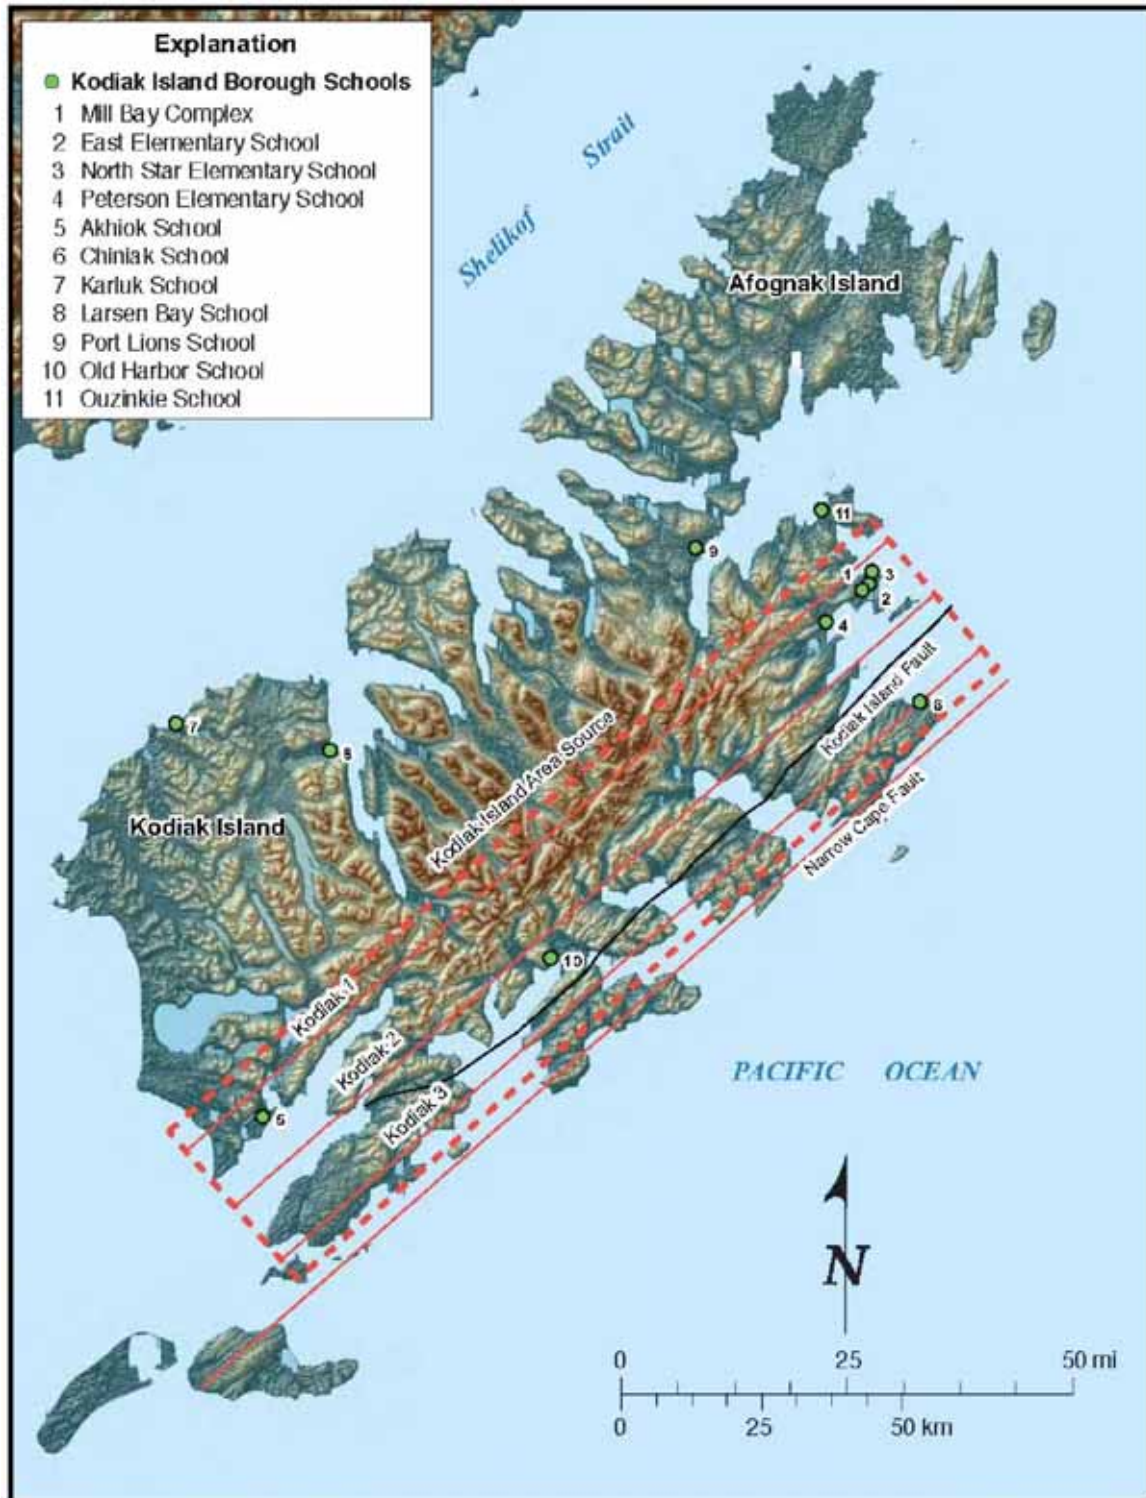 Explanation
Kodiak Island Borough Schools
1 Mill Bay Complex
2 East Elementary School
3 North Star Elementary School
4 Peterson Elementary School
5 Akhiok School
6 Chiniak School
7 Karluk School
8 Larsen Bay School
9 Port Lions School
10 Old Harbor School
11 Ouzinkie School
Shelikof Strait
Afognak Island
11
9
1
3
2
4
Kodiak Island Fault
6
7
8
Kodiak Island Area Source
Kodiak Island
Narrow Cape Fault
10
Kodiak 1
Kodiak 2
Kodiak 3
5
PACIFIC OCEAN
N
0 25 50 mi
0 25 50 km